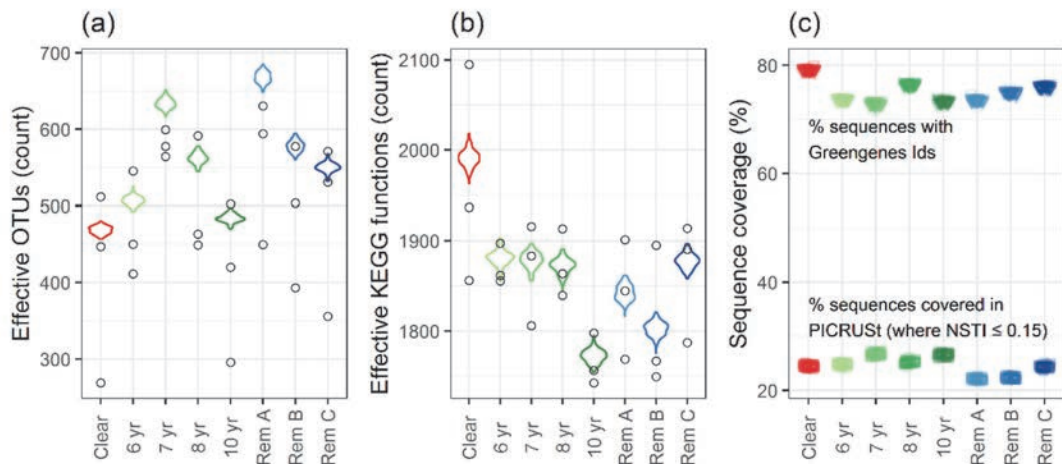 (a)
Effective OTUs (count)
700
600
500
400
300
Clear
6 yr
7 yr
8 yr
10 yr
Rem A
Rem B
Rem C
(b)
Effective KEGG functions (count)
2100
2000
1900
1800
Clear
6 yr
7 yr
8 yr
10 yr
Rem A
Rem B
Rem C
(c)
Sequence coverage (%)
80
60
40
20
% sequences with
Greengenes Ids
% sequences covered in
PICRUSt (where NSTI ≤ 0.15)
Clear
6 yr
7 yr
8 yr
10 yr
Rem A
Rem B
Rem C